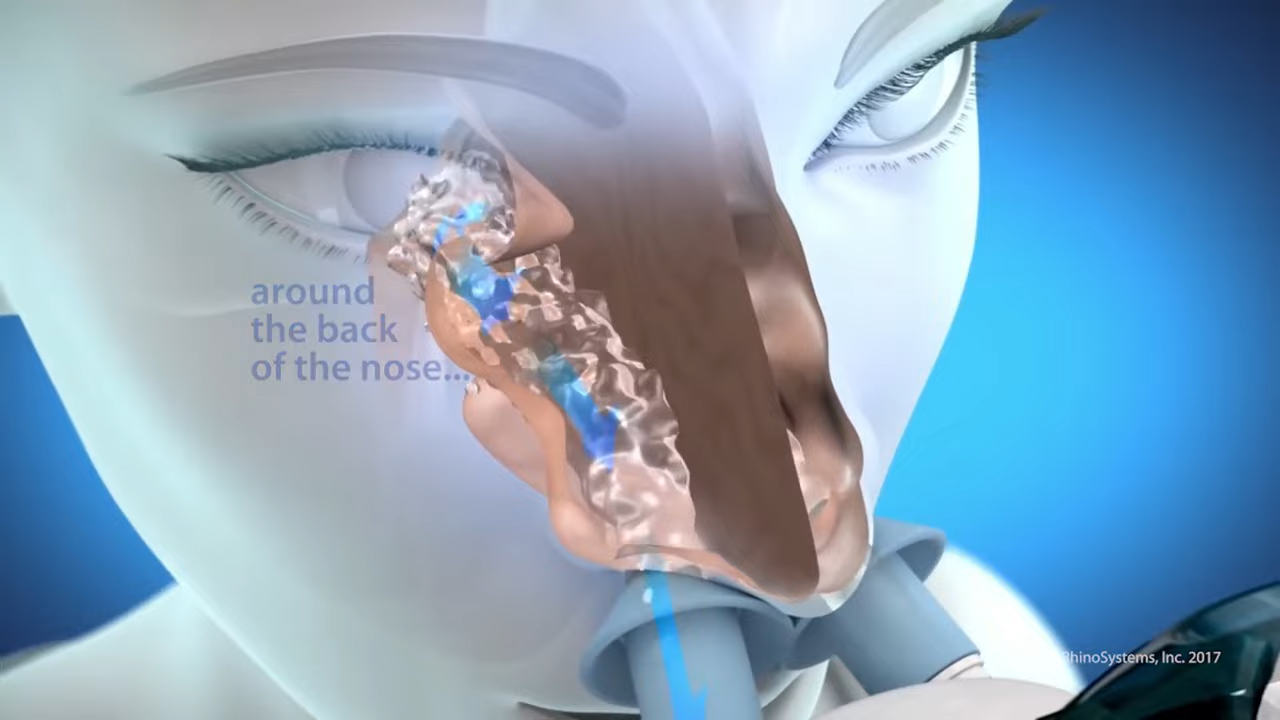 around
the back
of the nose...
RhinoSystems, Inc. 2017